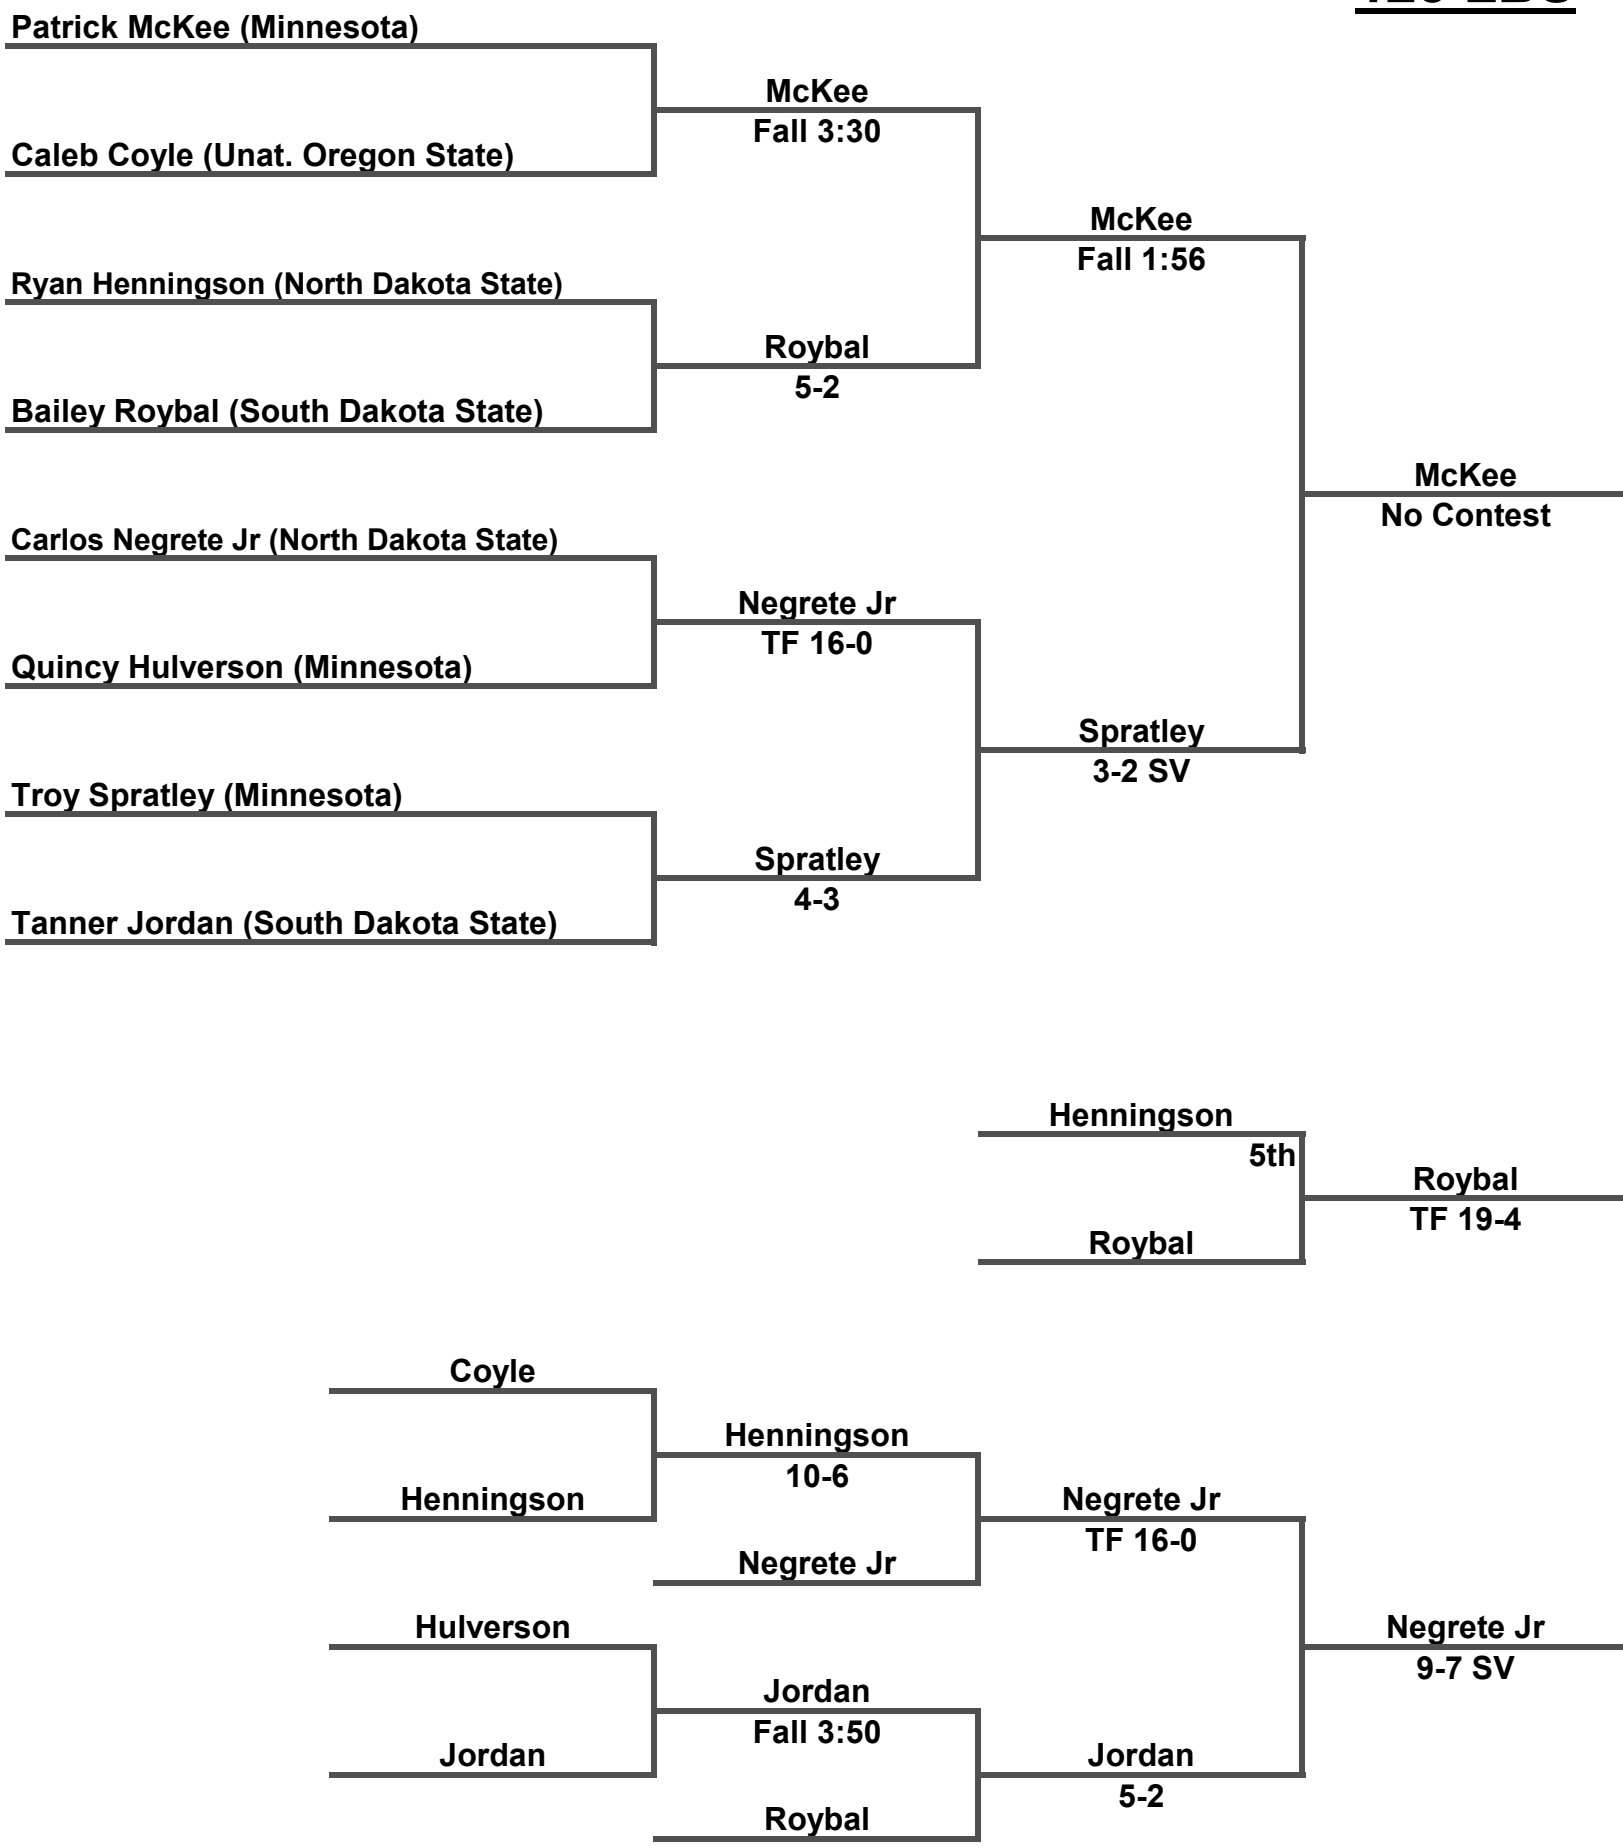 Patrick McKee (Minnesota)
McKee
Fall 3:30
Caleb Coyle (Unat. Oregon State)
McKee
Fall 1:56
Ryan Henningson (North Dakota State)
Roybal
5-2
Bailey Roybal (South Dakota State)
McKee
No Contest
Carlos Negrete Jr (North Dakota State)
Negrete Jr
TF 16-0
Quincy Hulverson (Minnesota)
Spratley
3-2 SV
Troy Spratley (Minnesota)
Spratley
4-3
Tanner Jordan (South Dakota State)
Henningson
5th
Roybal
TF 19-4
Roybal
Coyle
Henningson
10-6
Henningson
Negrete Jr
TF 16-0
Negrete Jr
Hulverson
Negrete Jr
9-7 SV
Jordan
Fall 3:50
Jordan
Jordan
5-2
Roybal